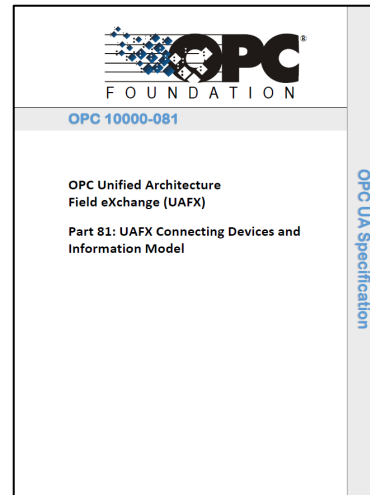 OPC®
FOUNDATION
OPC 10000-081
OPC Unified Architecture
Field eXchange (UAFX)
Part 81: UAFX Connecting Devices and
Information Model
OPC UA Specification